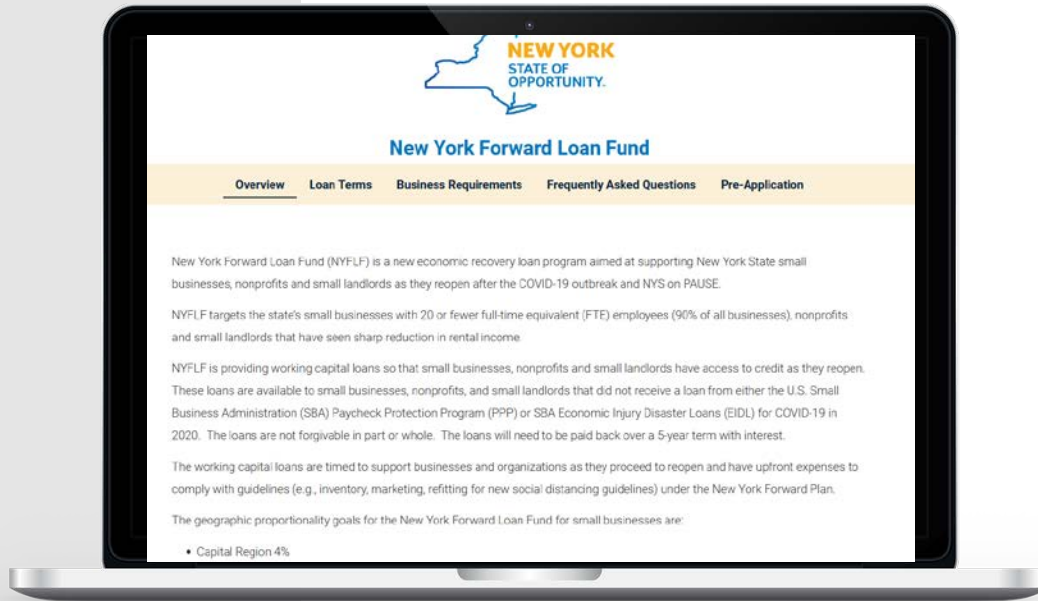 NEW YORK
STATE OF
OPPORTUNITY.
New York Forward Loan Fund
Overview Loan Terms Business Requirements Frequently Asked Questions Pre-Application
New York Forward Loan Fund (NYFLF) is a new economic recovery loan program aimed at supporting New York State small
businesses, nonprofits and small landlords as they reopen after the COVID-19 outbreak and NYS on PAUSE.
NYFLF targets the state's small businesses with 20 or fewer full-time equivalent (FTE) employees (90% of all businesses), nonprofits
and small landlords that have seen sharp reduction in rental income
NYFLF is providing working capital loans so that small businesses, nonprofits and small landlords have access to credit as they reopen.
These loans are available to small businesses, nonprofits, and small landlords that did not receive a loan from either the U.S. Small
Business Administration (SBA) Paycheck Protection Program (PPP) or SBA Economic Injury Disaster Loans (EIDL) for COVID-19 in
2020. The loans are not forgivable in part or whole. The loans will need to be paid back over a 5-year term with interest.
The working capital loans are timed to support businesses and organizations as they proceed to reopen and have upfront expenses to
comply with guidelines (e.g., inventory, marketing, refitting for new social distancing guidelines) under the New York Forward Plan.
The geographic proportionality goals for the New York Forward Loan Fund for small businesses are:
• Capital Region 4%